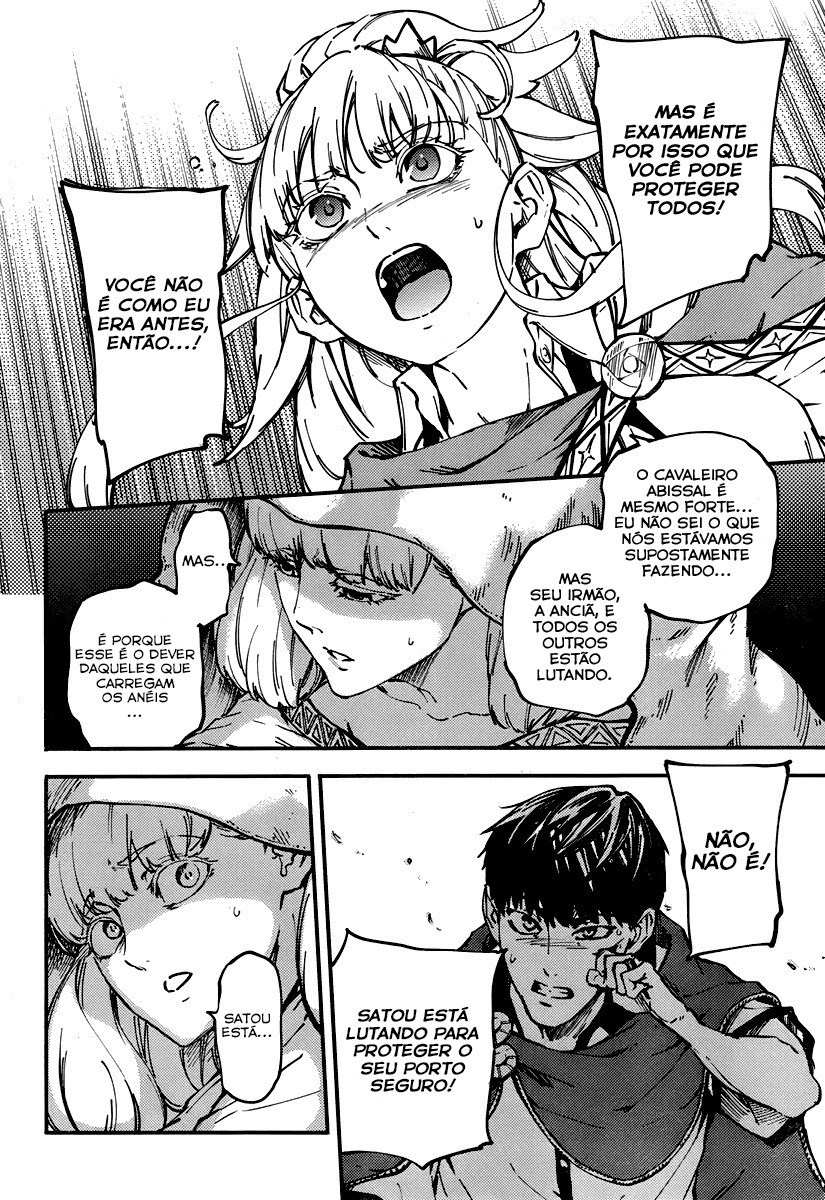 MAS É
EXATAMENTE
POR ISSO QUE
VOCÊ PODE
PROTEGER
TODOS!
VOCÊ NÃO
É COMO EU
ERA ANTES,
ENTÃO...!
O CAVALEIRO
ABISSAL É
MESMO FORTE...
EU NÃO SEI O QUE
NÓS ESTÁVAMOS
SUPOSTAMENTE
FAZENDO...
MAS
SEU IRMÃO,
A ANCIÃ, E
TODOS OS
OUTROS
ESTÃO
LUTANDO.
MAS...
É PORQUE
ESSE É O DEVER
DAQUELES QUE
CARREGAM
OS ANÉIS
...
NÃO,
NÃO É!
SATOU ESTÁ
LUTANDO PARA
PROTEGER O
SEU PORTO
SEGURO!
SATOU
ESTÁ...